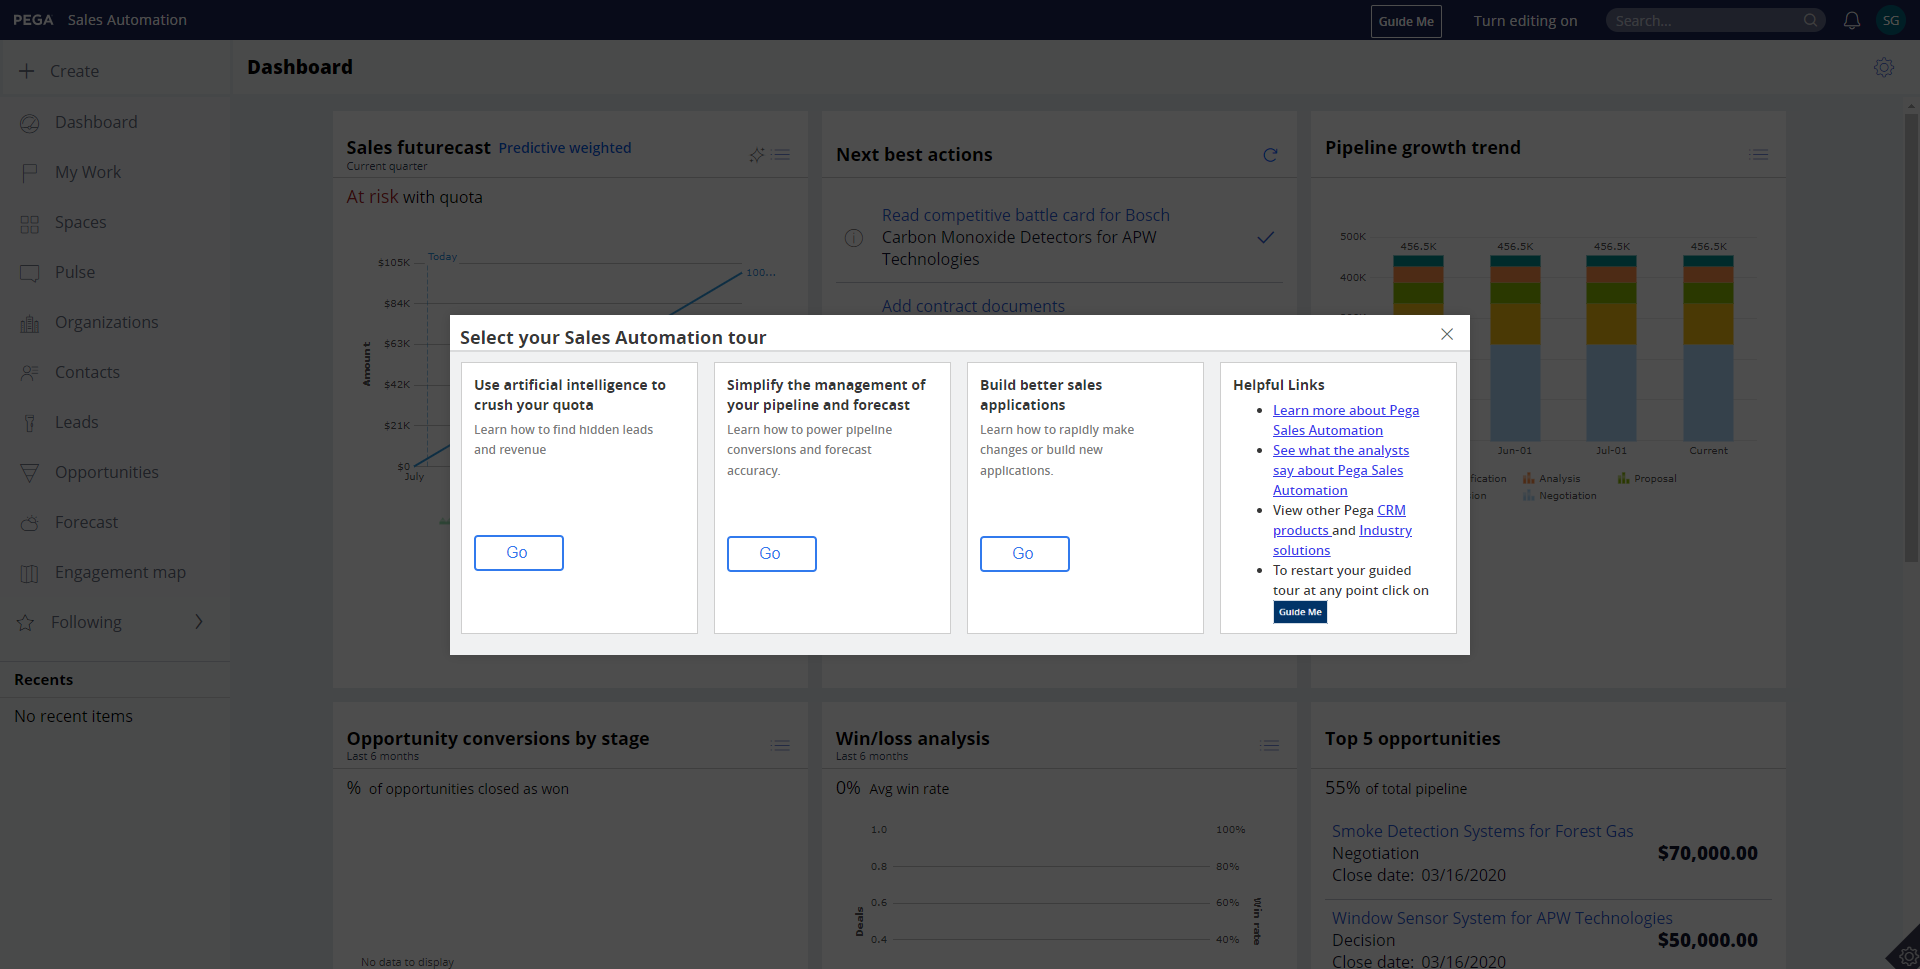 PEGA Sales Automation
Guide Me
Turn editing on
Search...
SG
Create
Dashboard
My Work
Spaces
Pulse
Organizations
Contacts
Leads
Opportunities
Forecast
Engagement map
Following
Recents
No recent items
Dashboard
Sales futurecast Predictive weighted
Current quarter
At risk with quota
Today
$105K
100...
$84K
$63K
$42K
$21K
$0
Amount
July
Next best actions
Read competitive battle card for Bosch
Carbon Monoxide Detectors for APW
Technologies
Add contract documents
Pipeline growth trend
500K
456.5K 456.5K 456.5K 456.5K
400K
Jun-01 Jul-01 Current
fication Analysis Proposal
ion Negotiation
Select your Sales Automation tour
Use artificial intelligence to
crush your quota
Learn how to find hidden leads
and revenue
Go
Simplify the management of
your pipeline and forecast
Learn how to power pipeline
conversions and forecast
accuracy.
Go
Build better sales
applications
Learn how to rapidly make
changes or build new
applications.
Go
Helpful Links
• Learn more about Pega
Sales Automation
• See what the analysts
say about Pega Sales
Automation
• View other Pega CRM
products and Industry
solutions
• To restart your guided
tour at any point click on
Guide Me
Opportunity conversions by stage
Last 6 months
% of opportunities closed as won
No data to display
Win/loss analysis
Last 6 months
0% Avg win rate
1.0 100%
0.8 80%
0.6 60%
0.4 40%
Deals
Win rate
Top 5 opportunities
55% of total pipeline
Smoke Detection Systems for Forest Gas
Negotiation $70,000.00
Close date: 03/16/2020
Window Sensor System for APW Technologies
Decision $50,000.00
Close date: 03/16/2020